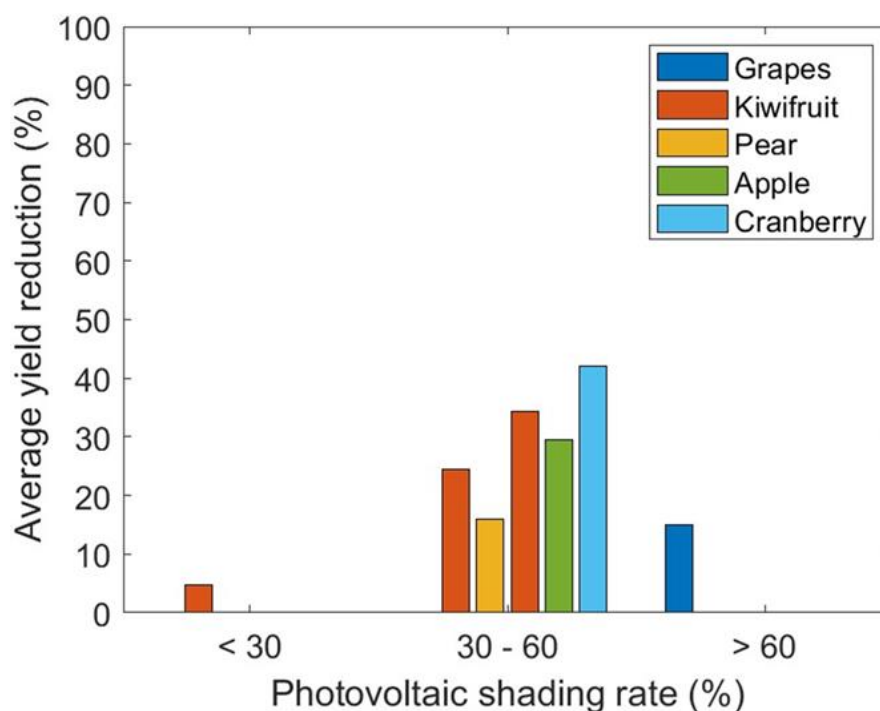 100
90
80
70
60
50
40
30
20
10
0
Average yield reduction (%)
Grapes
Kiwifruit
Pear
Apple
Cranberry
< 30
30 - 60
> 60
Photovoltaic shading rate (%)